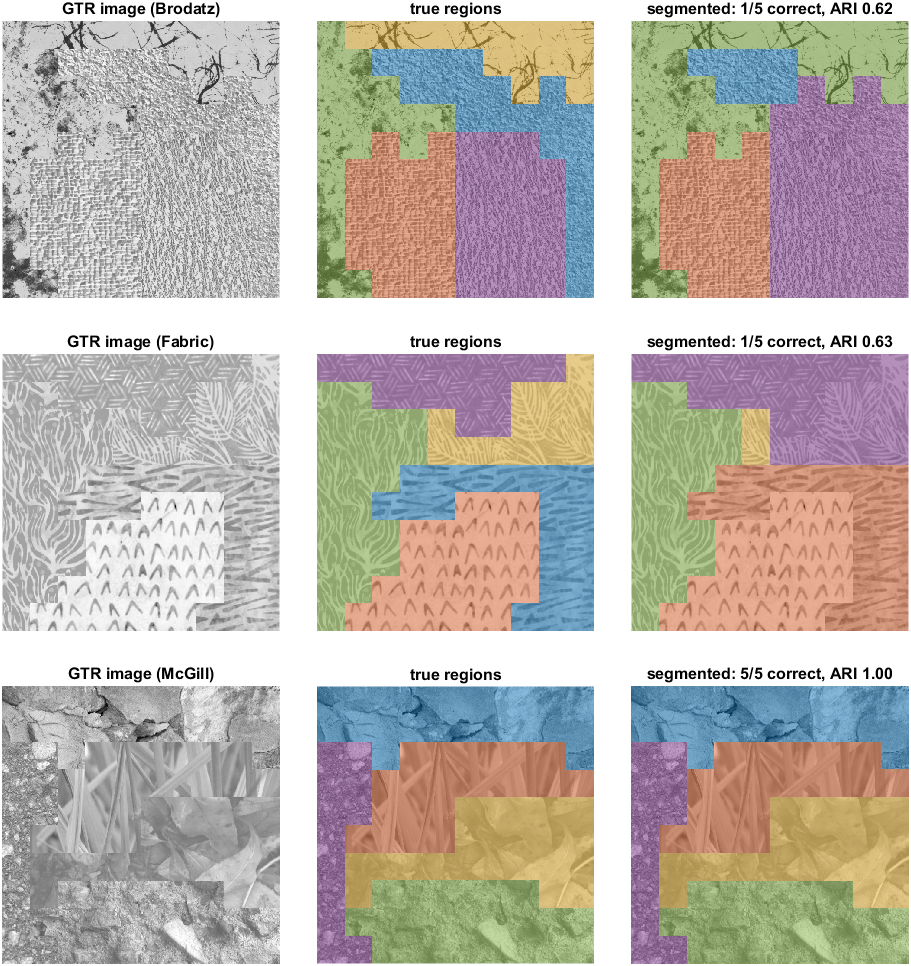 GTR image (Brodatz)
true regions
segmented: 1/5 correct, ARI 0.62
GTR image (Fabric)
true regions
segmented: 1/5 correct, ARI 0.63
GTR image (McGill)
true regions
segmented: 5/5 correct, ARI 1.00